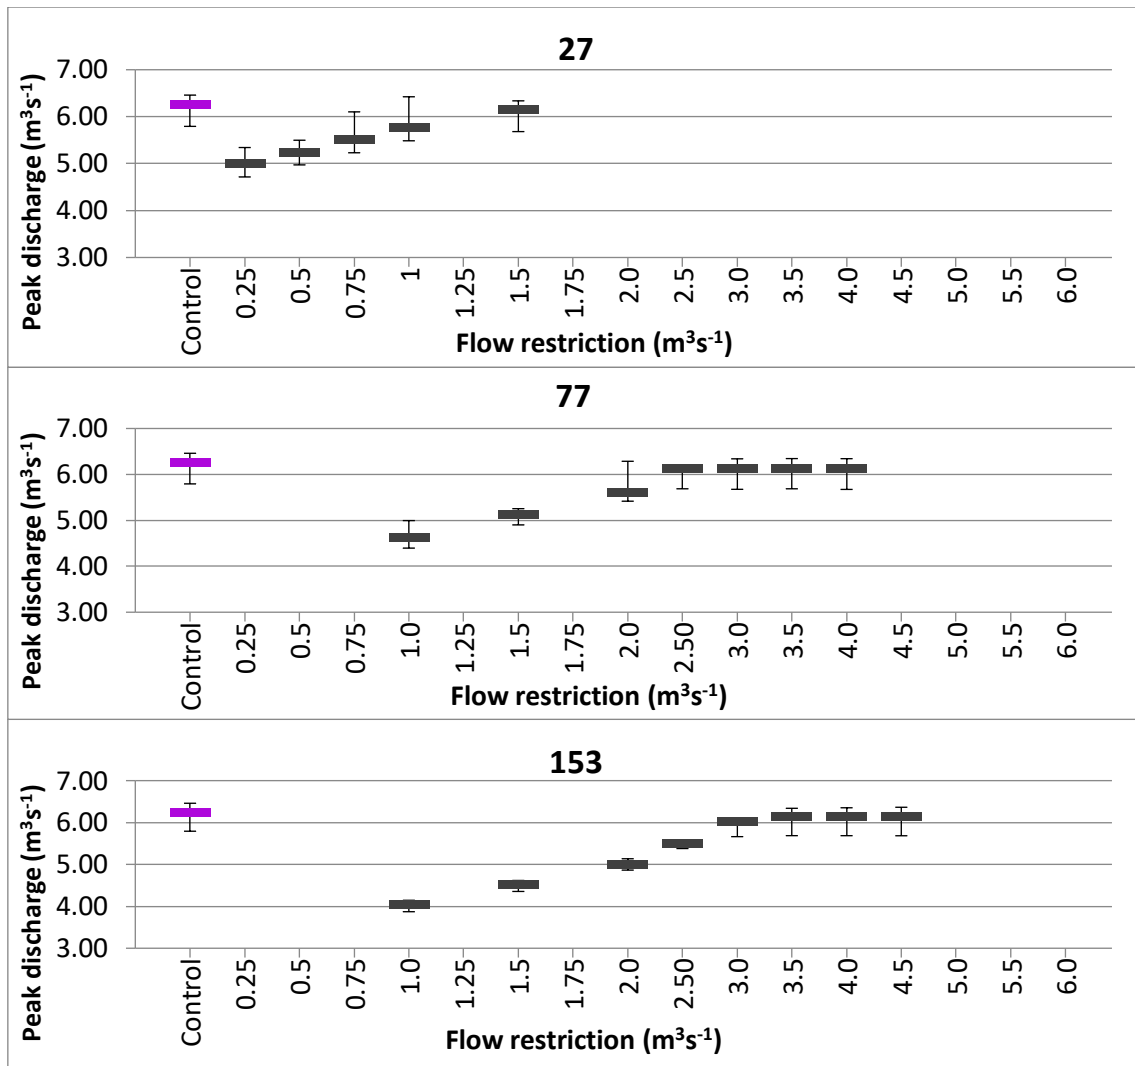 27
Peak discharge (m³s⁻¹)
7.00
6.00
5.00
4.00
3.00
Control 0.25 0.5 0.75 1 1.25 1.5 1.75 2.0 2.5 3.0 3.5 4.0 4.5 5.0 5.5 6.0
Flow restriction (m³s⁻¹)
77
Peak discharge (m³s⁻¹)
7.00
6.00
5.00
4.00
3.00
Control 0.25 0.5 0.75 1.0 1.25 1.5 1.75 2.0 2.50 3.0 3.5 4.0 4.5 5.0 5.5 6.0
Flow restriction (m³s⁻¹)
153
Peak discharge (m³s⁻¹)
7.00
6.00
5.00
4.00
3.00
Control 0.25 0.5 0.75 1.0 1.25 1.5 1.75 2.0 2.50 3.0 3.5 4.0 4.5 5.0 5.5 6.0
Flow restriction (m³s⁻¹)